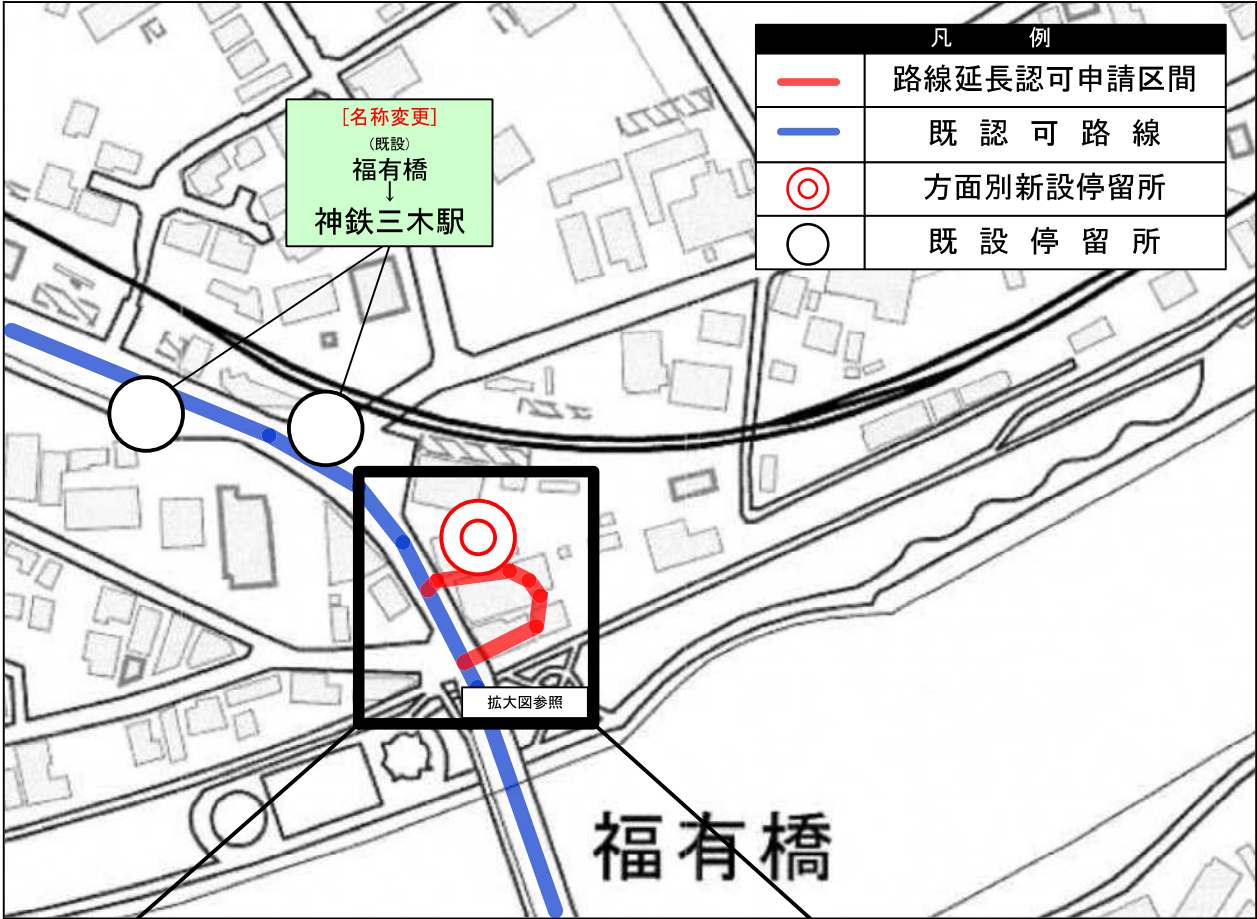 凡 例
路線延長認可申請区間
既認可路線
方面別新設停留所
既設停留所
[名称変更]
(既設)
福有橋
↓
神鉄三木駅
拡大図参照
福有橋